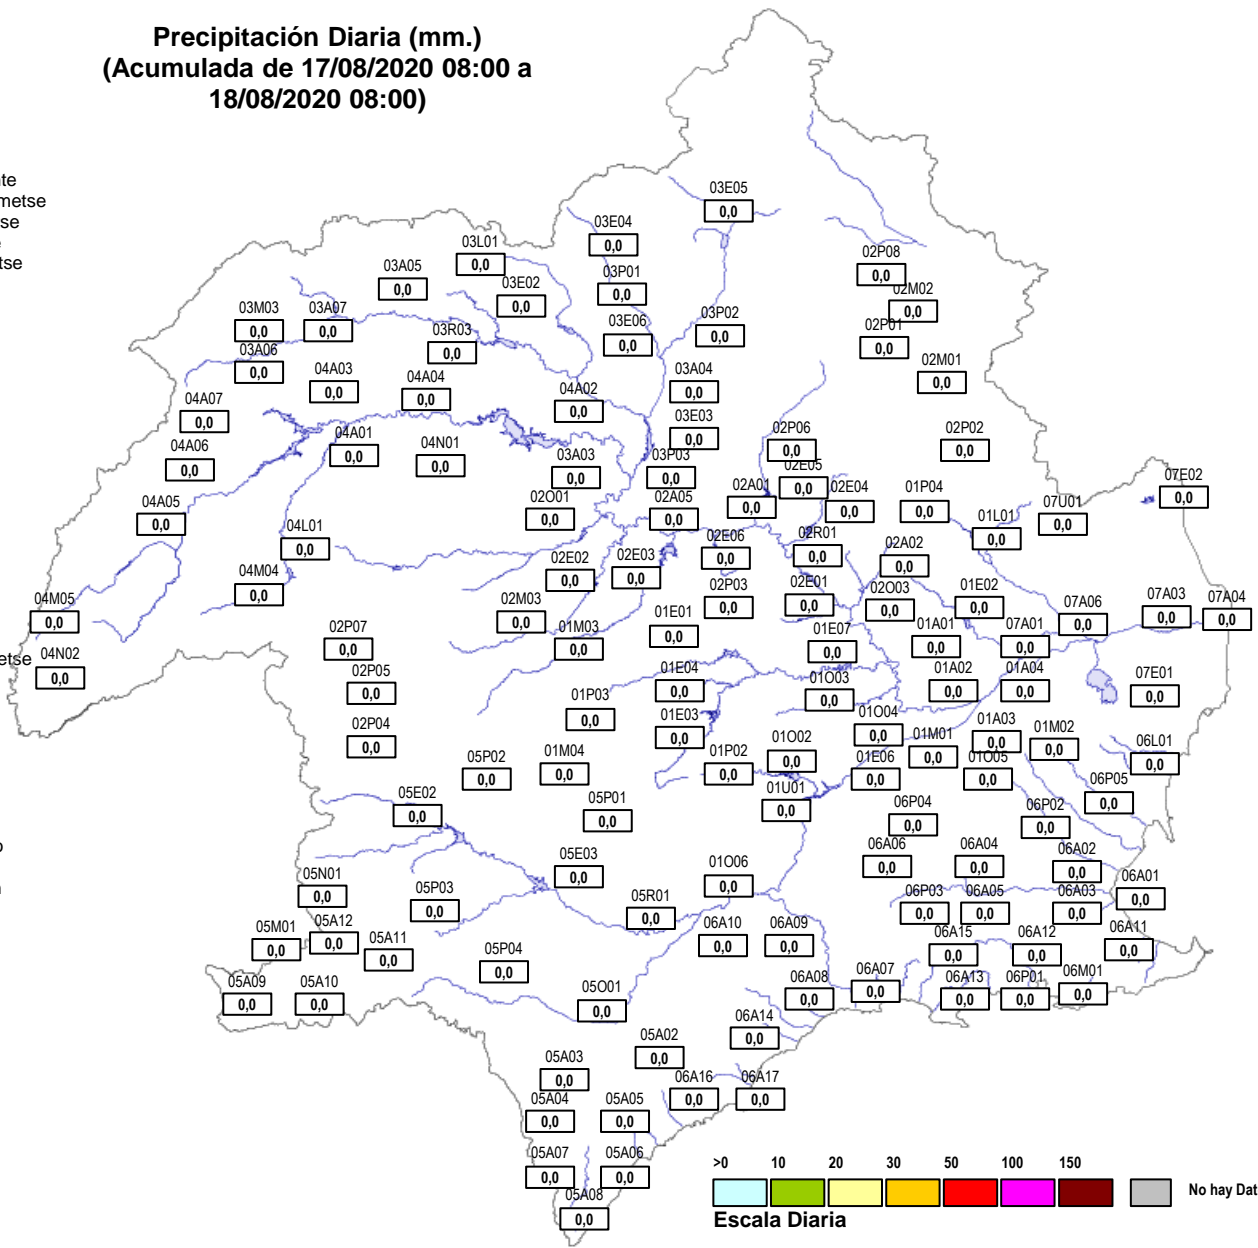 Precipitación Diaria (mm.)
(Acumulada de 17/08/2020 08:00 a
18/08/2020 08:00)
te
metse
se
tse
03E05
0,0
03E04
0,0
03L01
0,0
02P08
0,0
03A05
0,0
03P01
0,0
03E02
0,0
02M02
0,0
03M03
0,0
03A07
0,0
03P02
0,0
03E06
0,0
03R03
0,0
02P01
0,0
03A06
0,0
02M01
0,0
04A03
0,0
04A04
0,0
03A04
0,0
04A02
0,0
04A07
0,0
03E03
0,0
02P06
0,0
02P02
0,0
04A01
0,0
04N01
0,0
04A06
0,0
03A03
0,0
03P03
0,0
02E05
0,0
07E02
0,0
02A01
0,0
02E04
0,0
01P04
0,0
02O01
0,0
02A05
0,0
04A05
0,0
07U01
0,0
01L01
0,0
04L01
0,0
02E06
0,0
02R01
0,0
02A02
0,0
02E02
0,0
02E03
0,0
04M04
0,0
02P03
0,0
02E01
0,0
02O03
0,0
01E02
0,0
07A03
0,0
07A04
0,0
04M05
0,0
02M03
0,0
07A06
0,0
01E01
0,0
01M03
0,0
02P07
0,0
01E07
0,0
01A01
0,0
07A01
0,0
etse
04N02
0,0
02P05
0,0
01E04
0,0
01O03
0,0
01A02
0,0
01A04
0,0
07E01
0,0
01P03
0,0
01E03
0,0
01O04
0,0
01A03
0,0
01M02
0,0
02P04
0,0
01M01
0,0
01O02
0,0
06L01
0,0
05P02
0,0
01M04
0,0
01P02
0,0
01E06
0,0
01O05
0,0
05E02
0,0
05P01
0,0
01U01
0,0
06P05
0,0
06P04
0,0
06P02
0,0
o
05E03
0,0
01O06
0,0
06A06
0,0
06A04
0,0
06A02
0,0
05N01
0,0
05P03
0,0
05R01
0,0
06P03
0,0
06A05
0,0
06A03
0,0
06A01
0,0
05M01
0,0
05A12
0,0
05A11
0,0
06A10
0,0
06A09
0,0
06A15
0,0
06A12
0,0
06A11
0,0
05P04
0,0
05A09
0,0
05A10
0,0
05O01
0,0
06A08
0,0
06A07
0,0
06A13
0,0
06P01
0,0
06M01
0,0
06A14
0,0
05A02
0,0
05A03
0,0
06A16
0,0
06A17
0,0
05A04
0,0
05A05
0,0
05A07
0,0
05A06
0,0
05A08
0,0
>0 10 20 30 50 100 150
No hay Dat
Escala Diaria